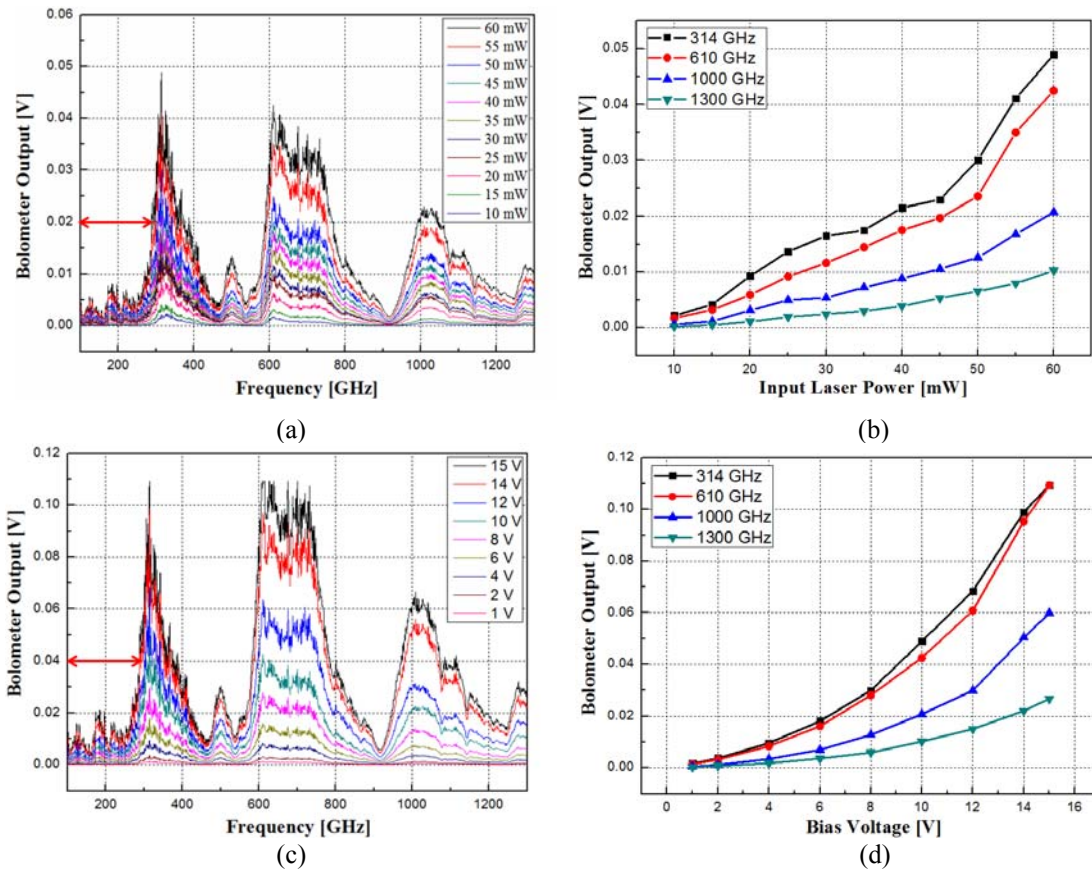 60 mW
55 mW
50 mW
45 mW
40 mW
35 mW
30 mW
25 mW
20 mW
15 mW
10 mW
Bolometer Output [V]
0.05
0.04
0.03
0.02
0.01
0.00
200 400 600 800 1000 1200
Frequency [GHz]
(a)
314 GHz
610 GHz
1000 GHz
1300 GHz
Bolometer Output [V]
0.05
0.04
0.03
0.02
0.01
0.00
10 20 30 40 50 60
Input Laser Power [mW]
(b)
15 V
14 V
12 V
10 V
8 V
6 V
4 V
2 V
1 V
Bolometer Output [V]
0.12
0.10
0.08
0.06
0.04
0.02
0.00
200 400 600 800 1000 1200
Frequency [GHz]
(c)
314 GHz
610 GHz
1000 GHz
1300 GHz
Bolometer Output [V]
0.12
0.10
0.08
0.06
0.04
0.02
0.00
0 2 4 6 8 10 12 14 16
Bias Voltage [V]
(d)